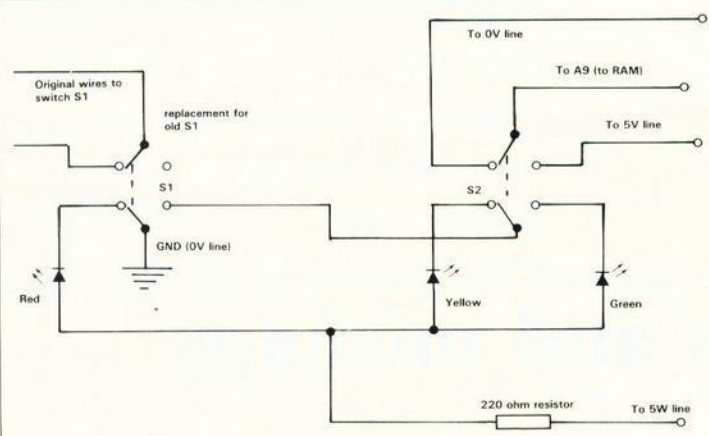 To 0V line
Original wires to
switch S1
To A9 (to RAM)
replacement for
old S1
To 5V line
S1
S2
GND (0V line)
Red
Yellow
Green
220 ohm resistor
To 5W line